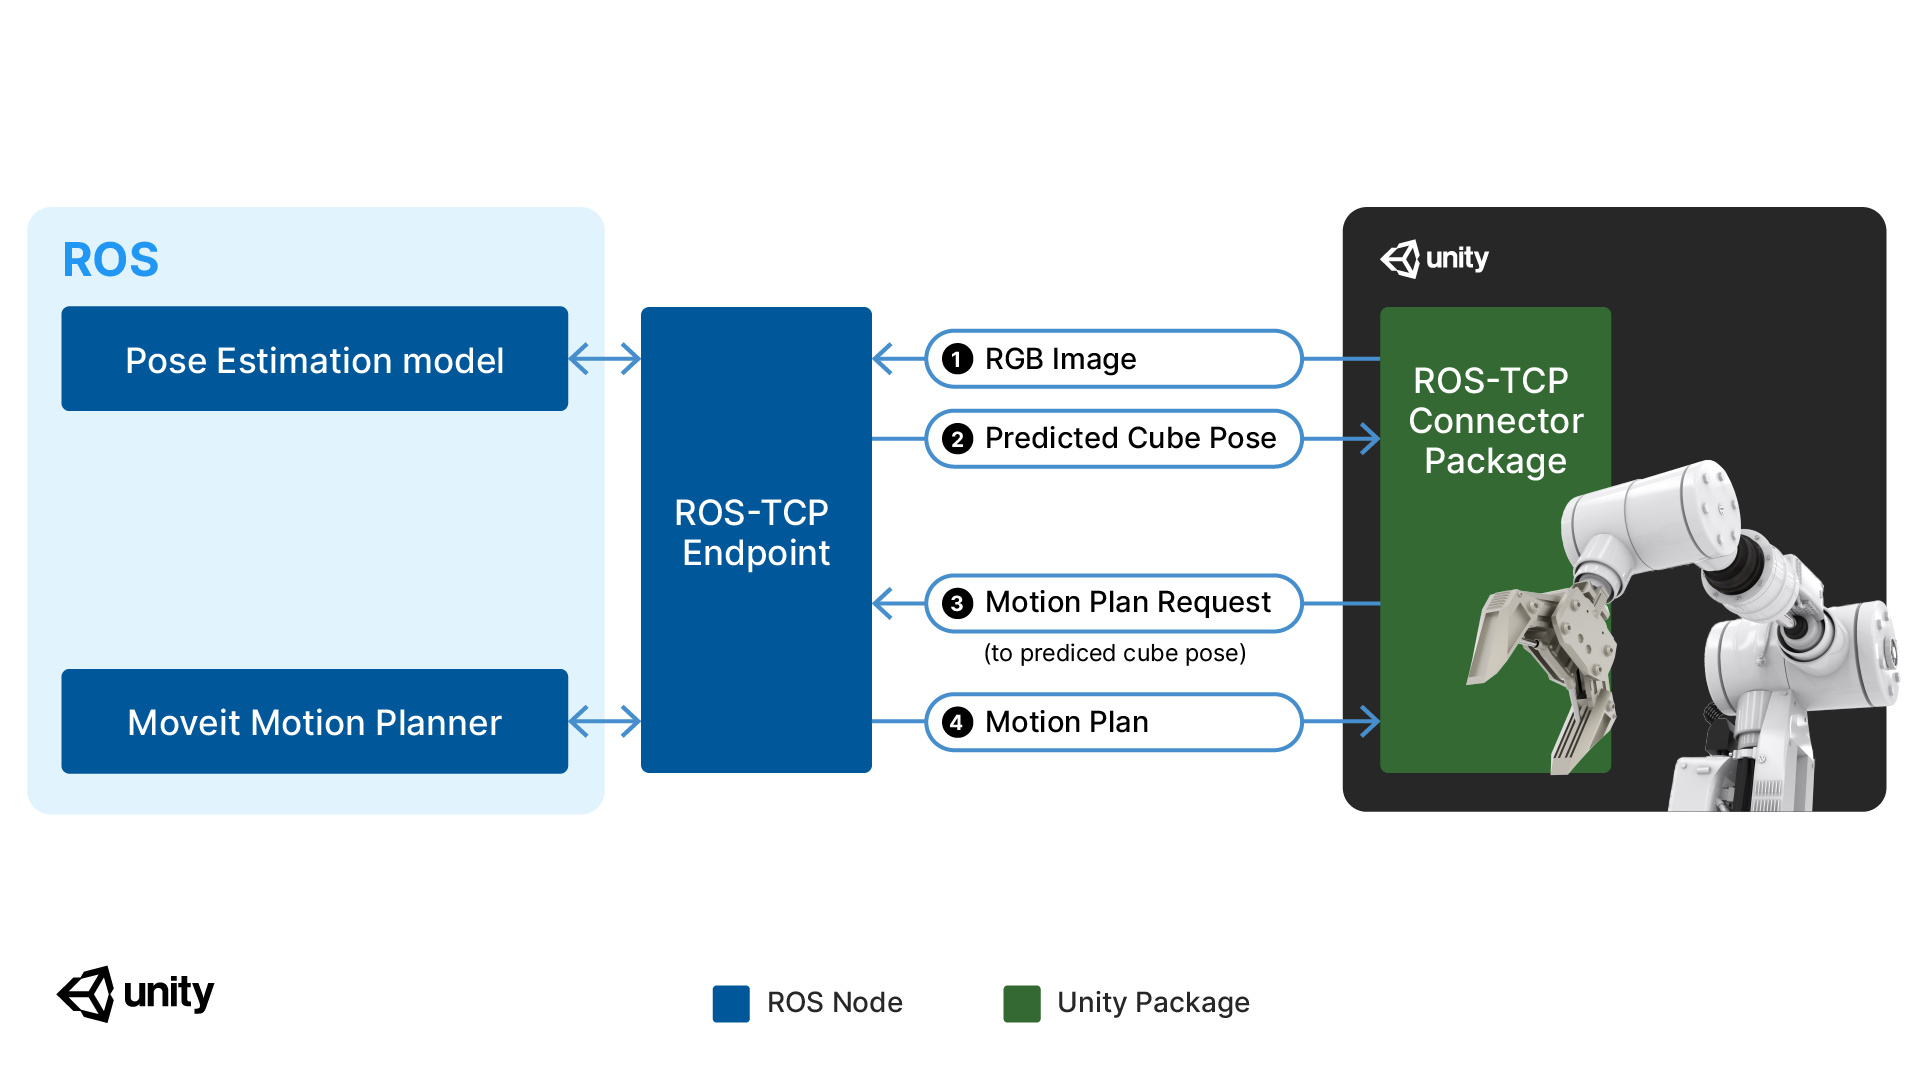 ROS
Pose Estimation model
Moveit Motion Planner
ROS-TCP
Endpoint
1 RGB Image
2 Predicted Cube Pose
3 Motion Plan Request
(to prediced cube pose)
4 Motion Plan
unity
ROS-TCP
Connector
Package
unity
ROS Node
Unity Package